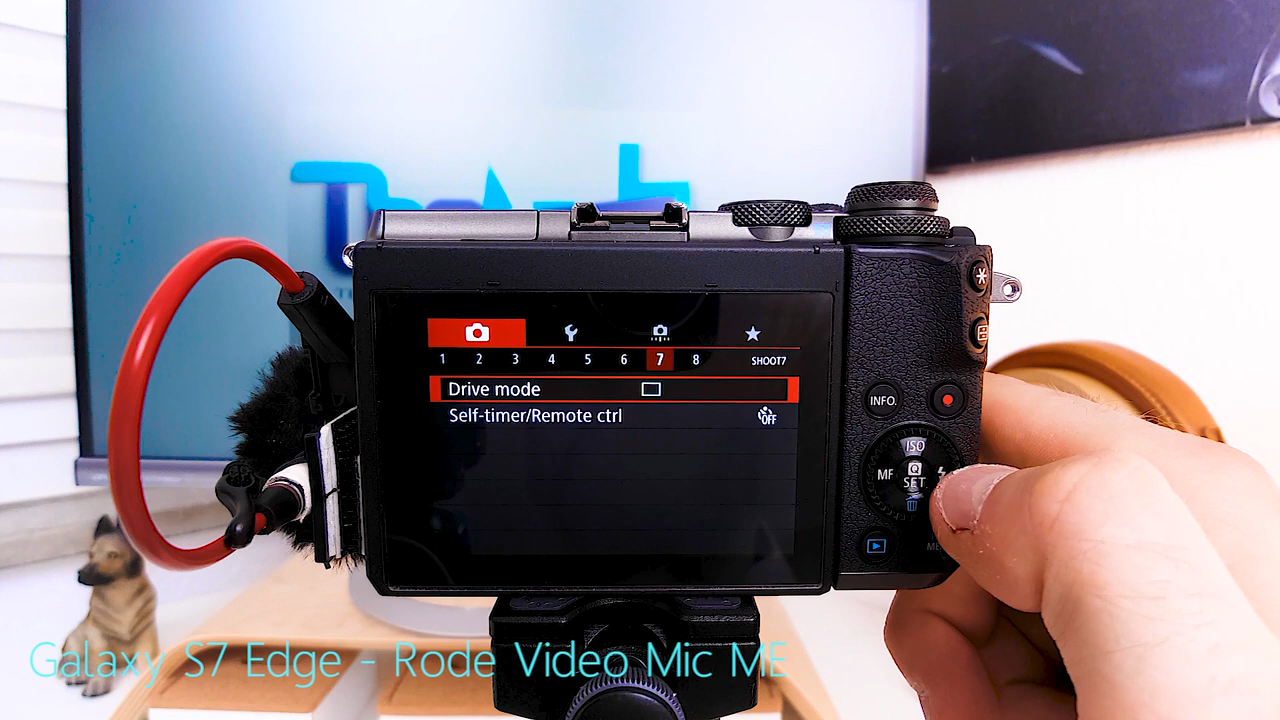 1 2 3 4 5 6 7 8 SHOOT7
Drive mode
Self-timer/Remote ctrl OFF
INFO.
ISO
MF
Q
SET
Galaxy S7 Edge - Rode Video Mic ME